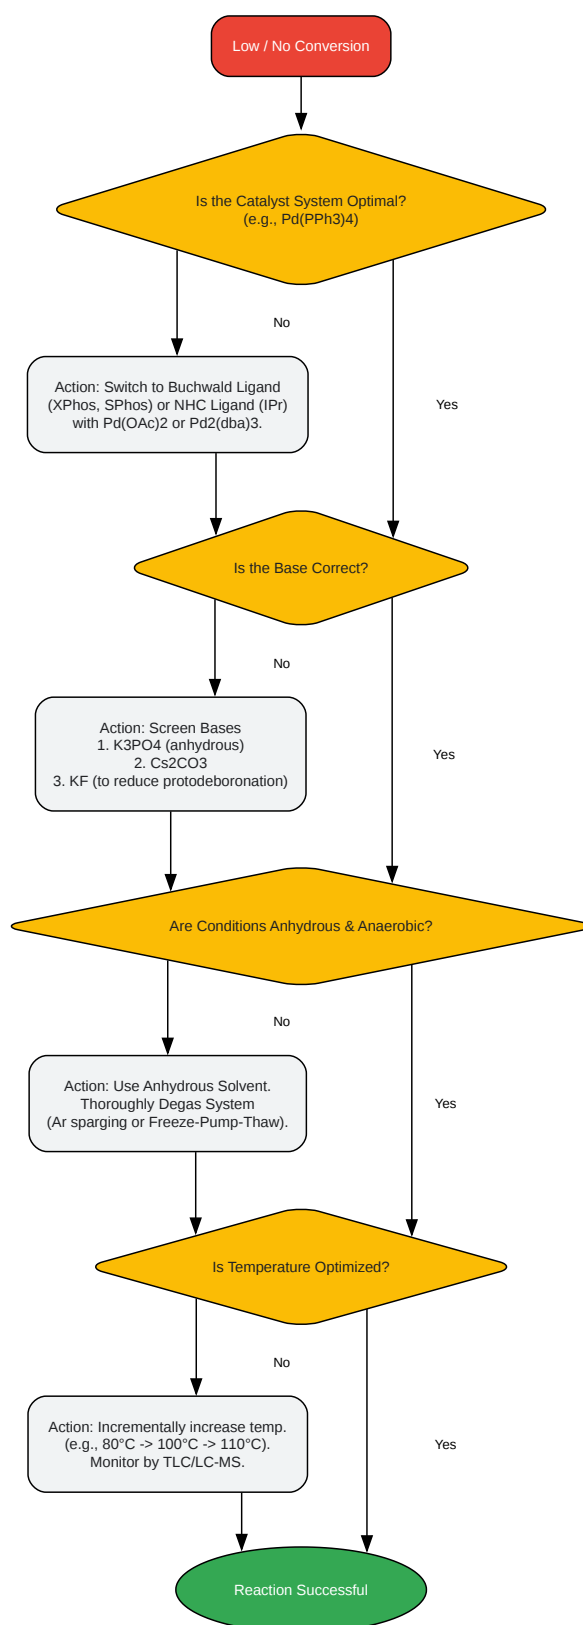 Low / No Conversion
Is the Catalyst System Optimal?
(e.g., Pd(PPh3)4)
No
Action: Switch to Buchwald Ligand
(XPhos, SPhos) or NHC Ligand (IPr)
with Pd(OAc)2 or Pd2(dba)3.
Yes
Is the Base Correct?
No
Action: Screen Bases
1. K3PO4 (anhydrous)
2. Cs2CO3
3. KF (to reduce protodeboronation)
Yes
Are Conditions Anhydrous & Anaerobic?
No
Action: Use Anhydrous Solvent.
Thoroughly Degas System
(Ar sparging or Freeze-Pump-Thaw).
Yes
Is Temperature Optimized?
No
Action: Incrementally increase temp.
(e.g., 80°C -> 100°C -> 110°C).
Monitor by TLC/LC-MS.
Yes
Reaction Successful